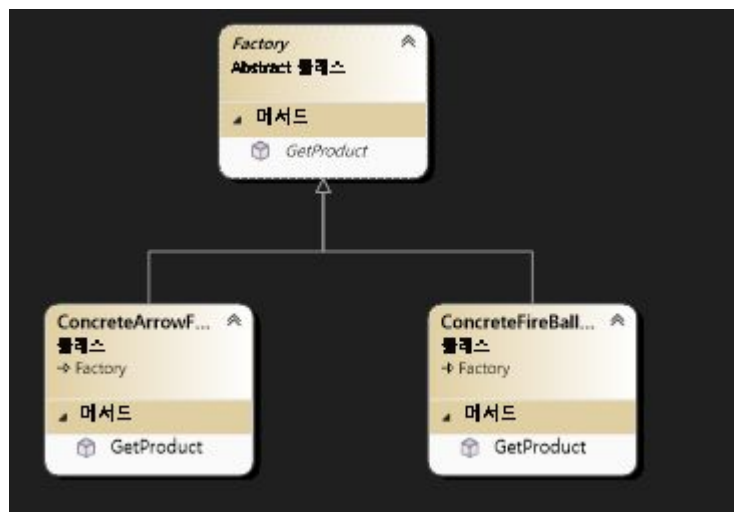 Factory
Abstract 클래스
메서드
GetProduct
ConcreteArrowF...
클래스
Factory
메서드
GetProduct
ConcreteFireBall...
클래스
Factory
메서드
GetProduct